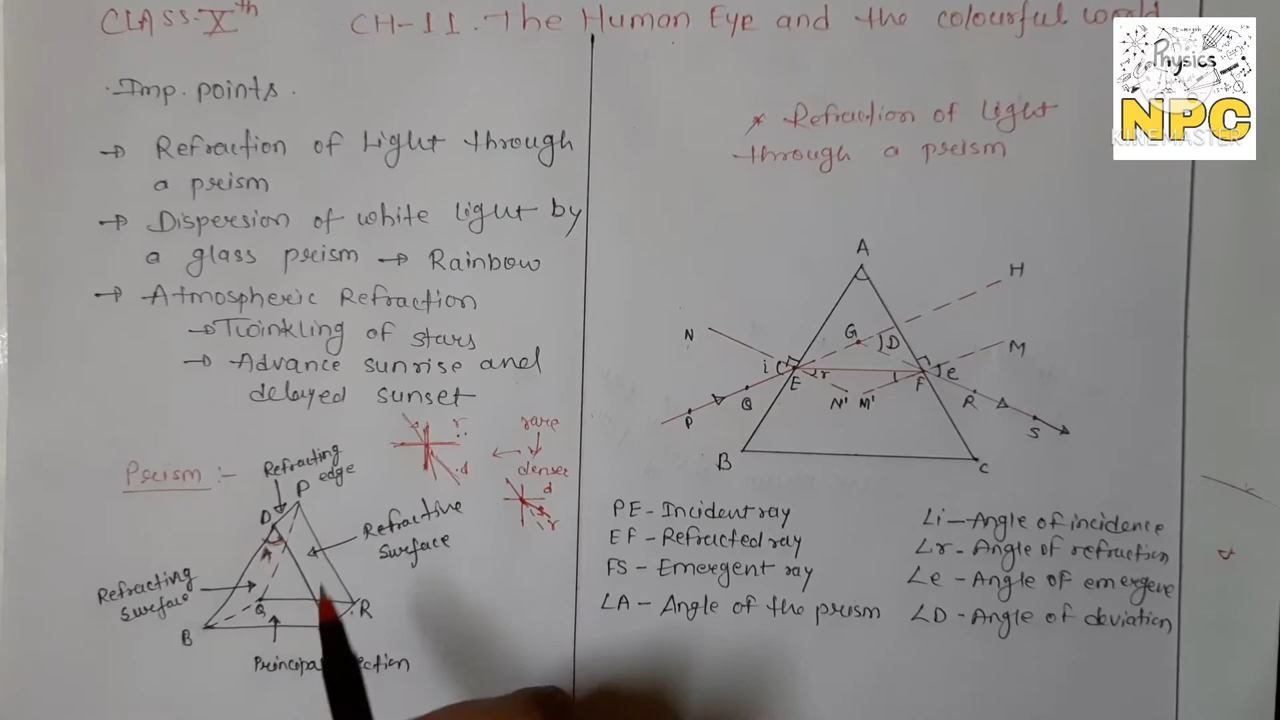 CLASS-Xth CH-11. The Human Eye and the colourful world
Imp. points.
→ Refraction of Light through
a prism
→ Dispersion of white light by
a glass prism → Rainbow
→ Atmospheric Refraction
→ Twinkling of stars
→ Advance sunrise and
delayed sunset
Prism :-
Refracting
edge
P
D
A
Refractive
surface
Refracting
surface
Q
R
B
Principal
r
d
rare
denser
d
r
* Refraction of Light
through a prism
A
H
N
G
D
M
i
E
r
F
e
P
Q
N' M'
R
S
B
C
PE - Incident ray
EF - Refracted ray
FS - Emergent ray
∠A - Angle of the prism
∠i - Angle of incidence
∠r - Angle of refraction
∠e - Angle of emergene
∠D - Angle of deviation
Physics
NPC
KINEMASTER